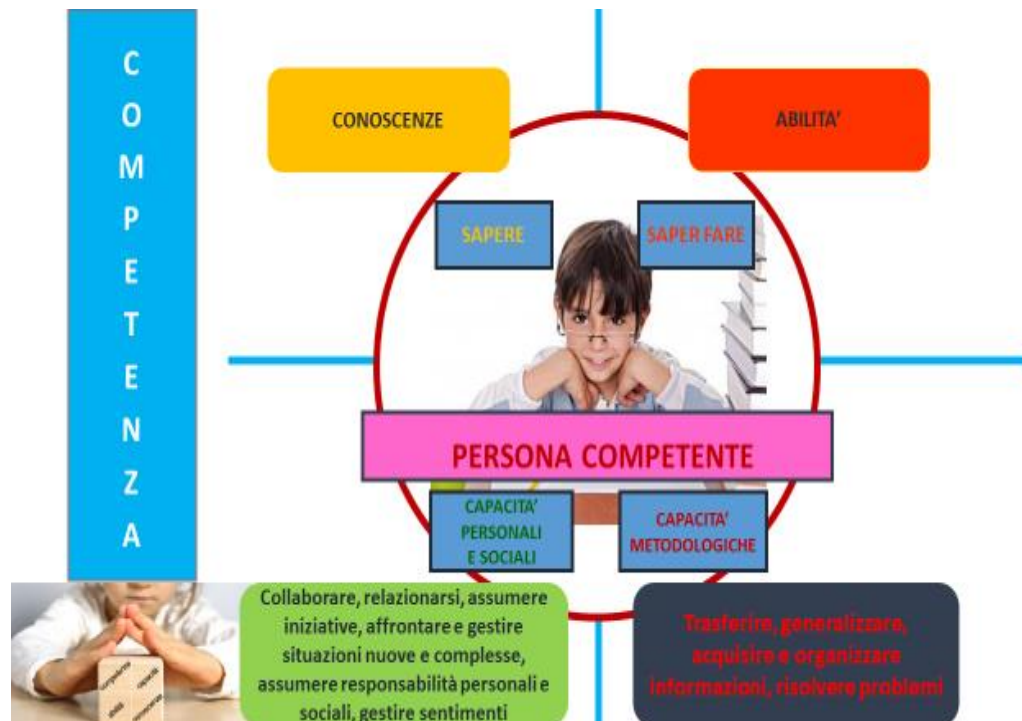 COMPETENZA
CONOSCENZE
ABILITA'
SAPERE
SAPER FARE
PERSONA COMPETENTE
CAPACITA'
PERSONALI
E SOCIALI
CAPACITA'
METODOLOGICHE
Collaborare, relazionarsi, assumere
iniziative, affrontare e gestire
situazioni nuove e complesse,
assumere responsabilità personali e
sociali, gestire sentimenti
Trasferire, generalizzare,
acquisire e organizzare
informazioni, risolvere problemi